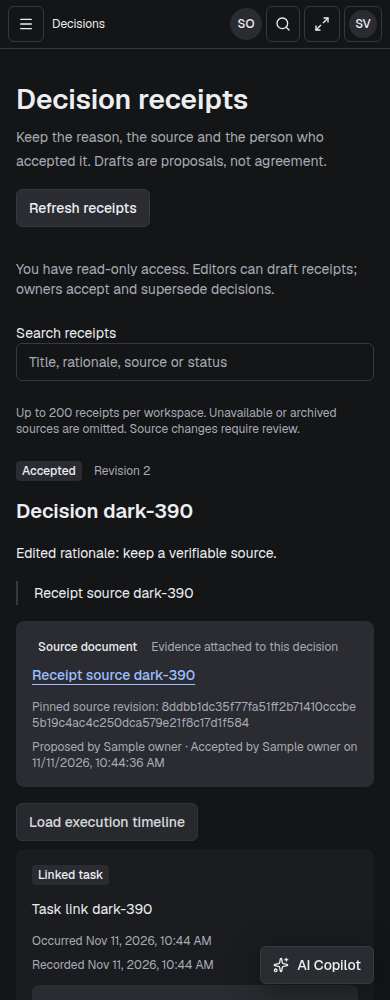 Decisions
SO
SV
Decision receipts
Keep the reason, the source and the person who
accepted it. Drafts are proposals, not agreement.
Refresh receipts
You have read-only access. Editors can draft receipts;
owners accept and supersede decisions.
Search receipts
Title, rationale, source or status
Up to 200 receipts per workspace. Unavailable or archived
sources are omitted. Source changes require review.
Accepted Revision 2
Decision dark-390
Edited rationale: keep a verifiable source.
Receipt source dark-390
Source document Evidence attached to this decision
Receipt source dark-390
Pinned source revision: 8ddbb1dc35f77fa51ff2b71410cccbe
5b19c4ac4c250dca579e21f8c17d1f584
Proposed by Sample owner · Accepted by Sample owner on
11/11/2026, 10:44:36 AM
Load execution timeline
Linked task
Task link dark-390
Occurred Nov 11, 2026, 10:44 AM
Recorded Nov 11, 2026, 10:44 AM
AI Copilot